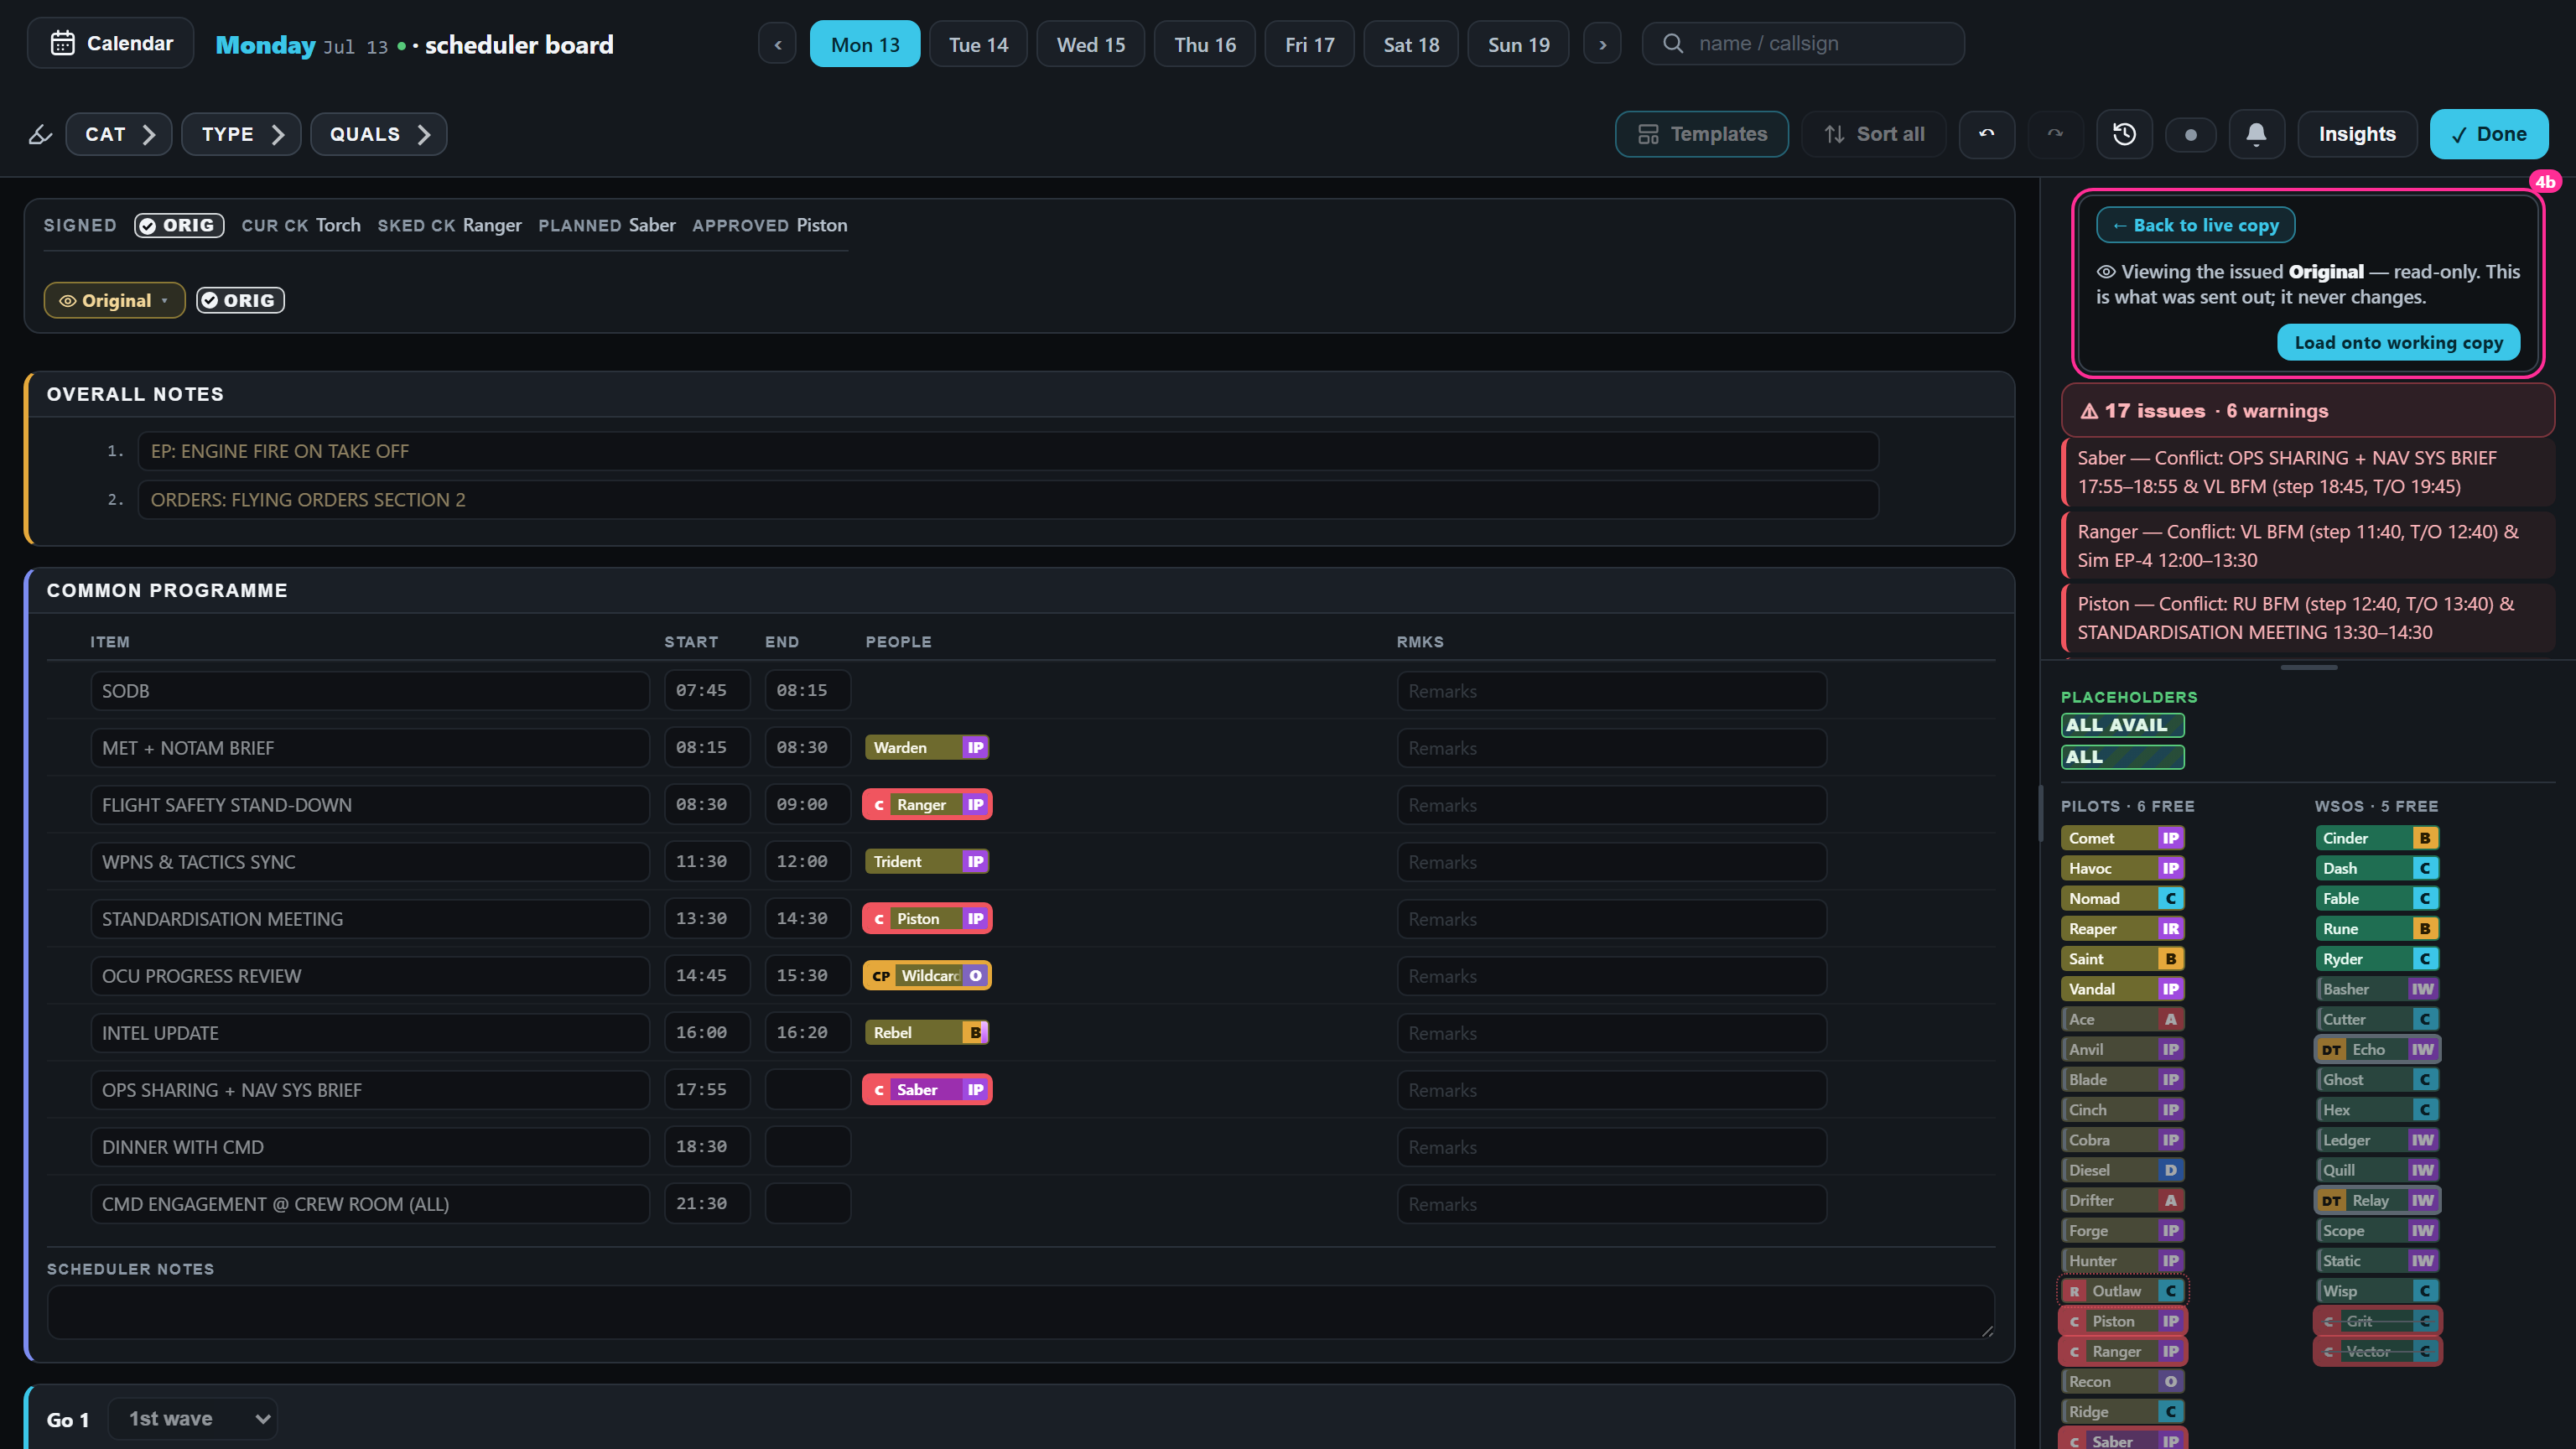 Calendar
Monday Jul 13 • · scheduler board
‹ Mon 13 Tue 14 Wed 15 Thu 16 Fri 17 Sat 18 Sun 19 ›
name / callsign
CAT TYPE QUALS
Templates Sort all Insights ✓ Done
4b
SIGNED ORIG CUR CK Torch SKED CK Ranger PLANNED Saber APPROVED Piston
Original ORIG
← Back to live copy
Viewing the issued Original — read-only. This
is what was sent out; it never changes.
Load onto working copy
OVERALL NOTES
1. EP: ENGINE FIRE ON TAKE OFF
2. ORDERS: FLYING ORDERS SECTION 2
COMMON PROGRAMME
ITEM START END PEOPLE RMKS
SODB 07:45 08:15 Remarks
MET + NOTAM BRIEF 08:15 08:30 Warden IP Remarks
FLIGHT SAFETY STAND-DOWN 08:30 09:00 C Ranger IP Remarks
WPNS & TACTICS SYNC 11:30 12:00 Trident IP Remarks
STANDARDISATION MEETING 13:30 14:30 C Piston IP Remarks
OCU PROGRESS REVIEW 14:45 15:30 CP Wildcard O Remarks
INTEL UPDATE 16:00 16:20 Rebel B Remarks
OPS SHARING + NAV SYS BRIEF 17:55 C Saber IP Remarks
DINNER WITH CMD 18:30 Remarks
CMD ENGAGEMENT @ CREW ROOM (ALL) 21:30 Remarks
SCHEDULER NOTES
Go 1 1st wave
⚠ 17 issues · 6 warnings
Saber — Conflict: OPS SHARING + NAV SYS BRIEF
17:55–18:55 & VL BFM (step 18:45, T/O 19:45)
Ranger — Conflict: VL BFM (step 11:40, T/O 12:40) &
Sim EP-4 12:00–13:30
Piston — Conflict: RU BFM (step 12:40, T/O 13:40) &
STANDARDISATION MEETING 13:30–14:30
PLACEHOLDERS
ALL AVAIL
ALL
PILOTS · 6 FREE
Comet IP
Havoc IP
Nomad C
Reaper IR
Saint B
Vandal IP
Ace A
Anvil IP
Blade IP
Cinch IP
Cobra IP
Diesel D
Drifter A
Forge IP
Hunter IP
R Outlaw C
C Piston IP
C Ranger IP
Recon O
Ridge C
C Saber IP
WSOS · 5 FREE
Cinder B
Dash C
Fable C
Rune B
Ryder C
Basher IW
Cutter C
DT Echo IW
Ghost C
Hex C
Ledger IW
Quill IW
DT Relay IW
Scope IW
Static IW
Wisp C
C Grit C
C Vector C